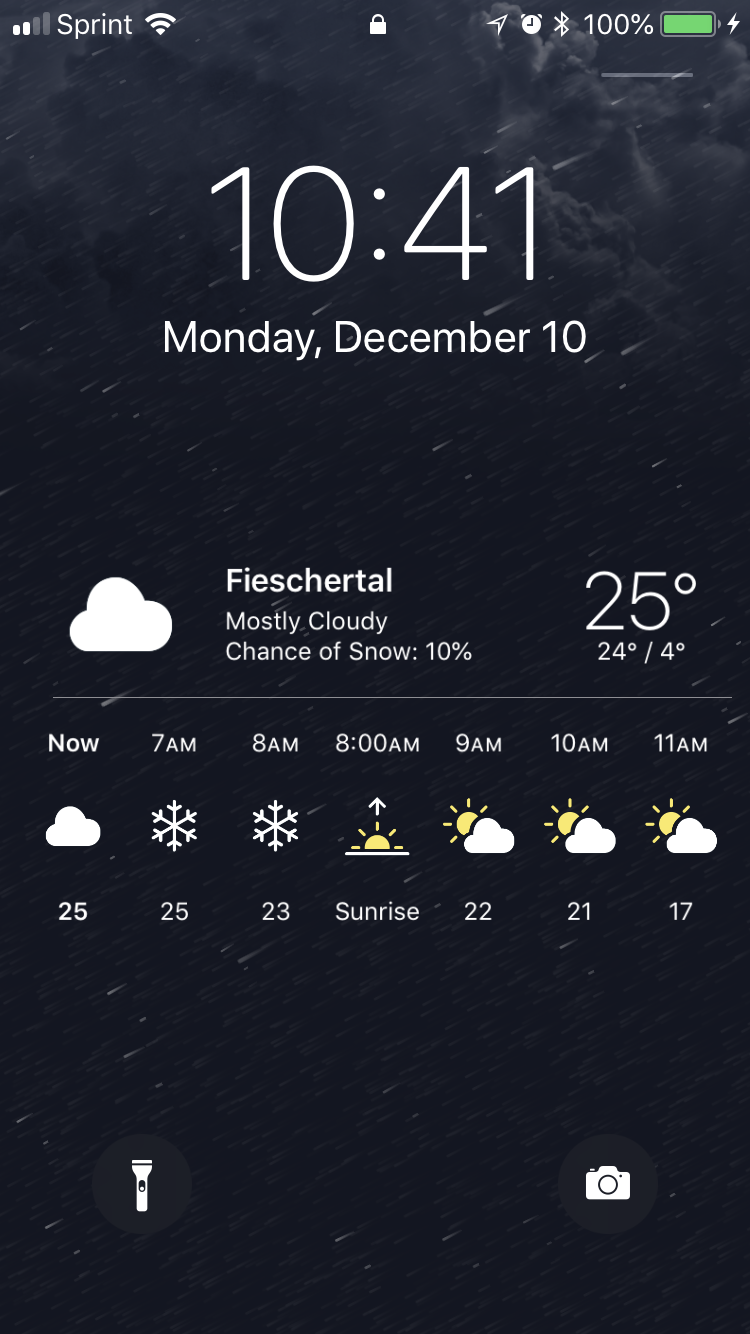 Sprint 100%
10:41
Monday, December 10
Fieschertal
Mostly Cloudy
Chance of Snow: 10%
25°
24° / 4°
Now 7AM 8AM 8:00AM 9AM 10AM 11AM
25 25 23 Sunrise 22 21 17